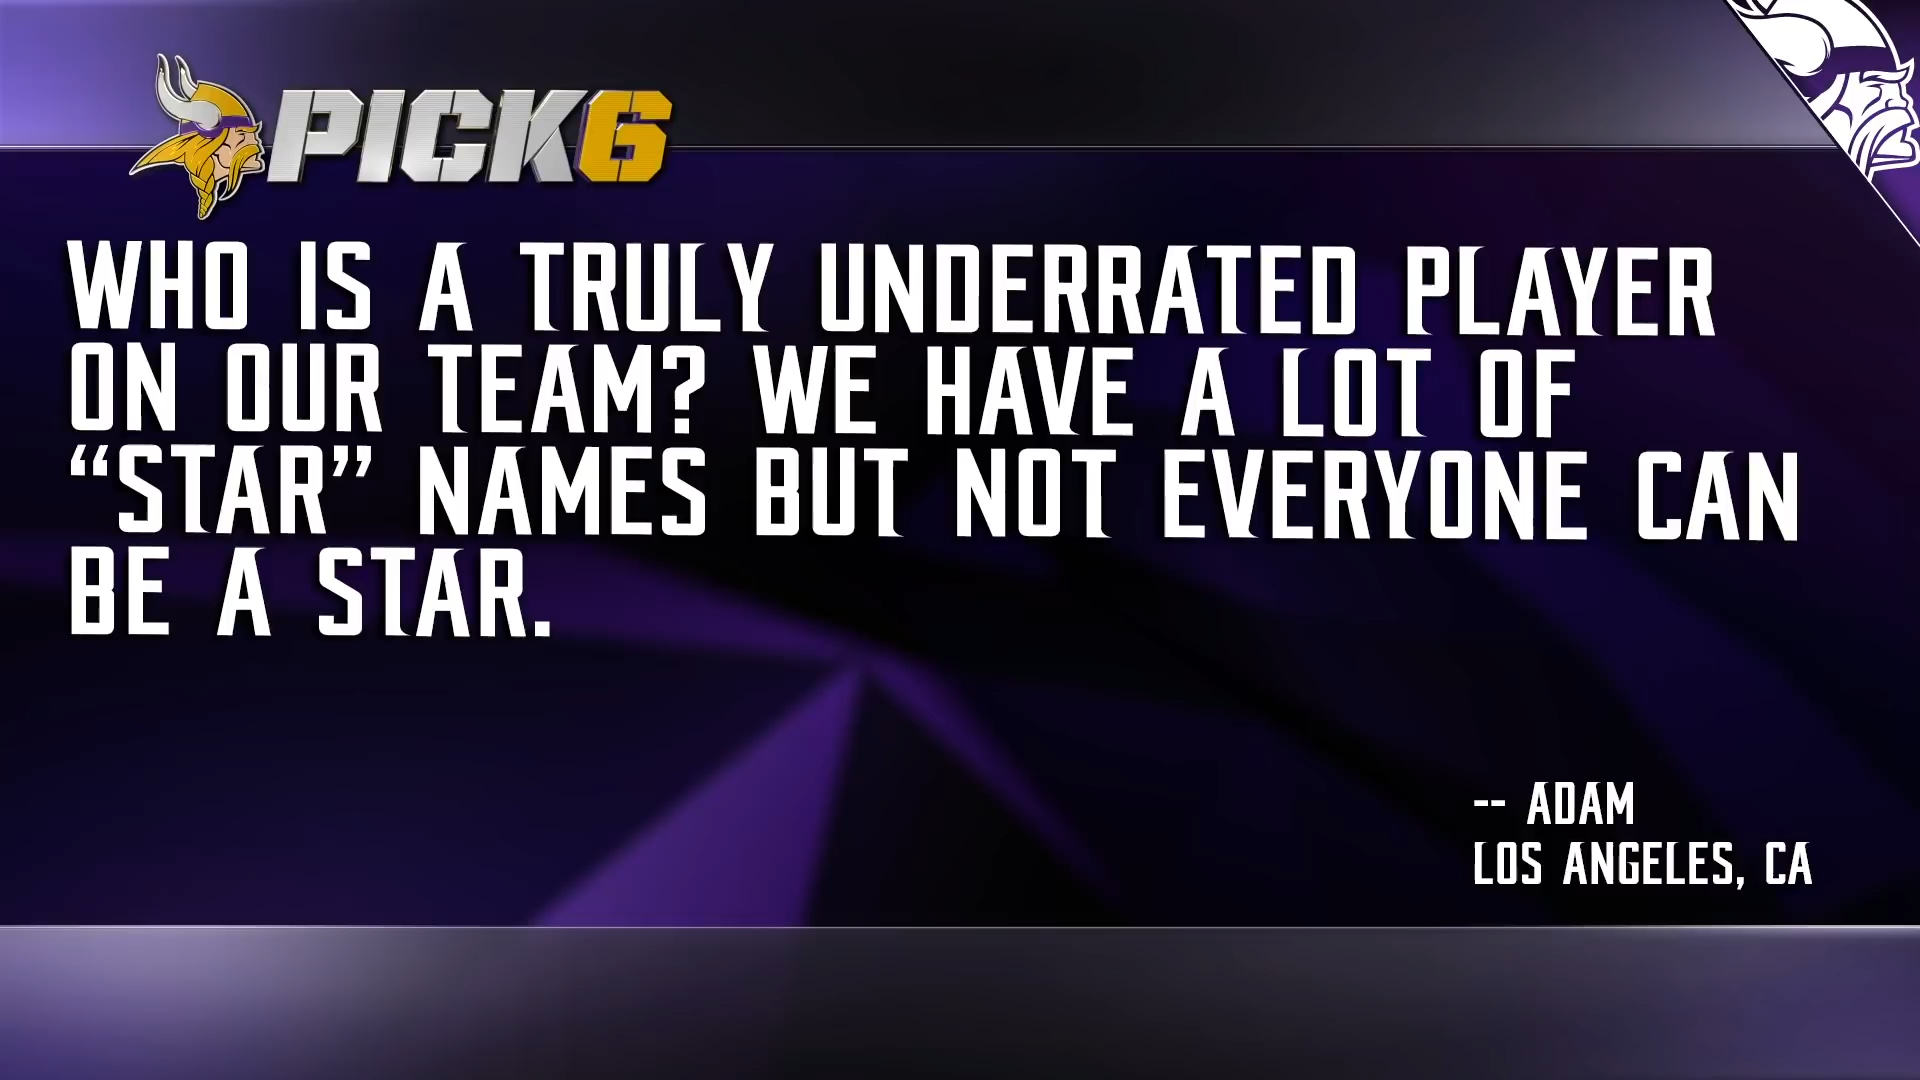 PICK6
WHO IS A TRULY UNDERRATED PLAYER
ON OUR TEAM? WE HAVE A LOT OF
“STAR” NAMES BUT NOT EVERYONE CAN
BE A STAR.
-- ADAM
LOS ANGELES, CA